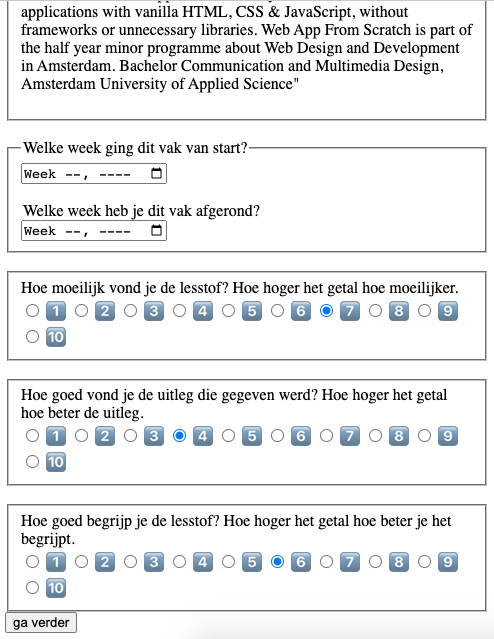 applications with vanilla HTML, CSS & JavaScript, without
frameworks or unnecessary libraries. Web App From Scratch is part of
the half year minor programme about Web Design and Development
in Amsterdam. Bachelor Communication and Multimedia Design,
Amsterdam University of Applied Science"
Welke week ging dit vak van start?
Week --, ----
Welke week heb je dit vak afgerond?
Week --, ----
Hoe moeilijk vond je de lesstof? Hoe hoger het getal hoe moeilijker.
1 2 3 4 5 6 7 8 9
10
Hoe goed vond je de uitleg die gegeven werd? Hoe hoger het getal
hoe beter de uitleg.
1 2 3 4 5 6 7 8 9
10
Hoe goed begrijp je de lesstof? Hoe hoger het getal hoe beter je het
begrijpt.
1 2 3 4 5 6 7 8 9
10
ga verder